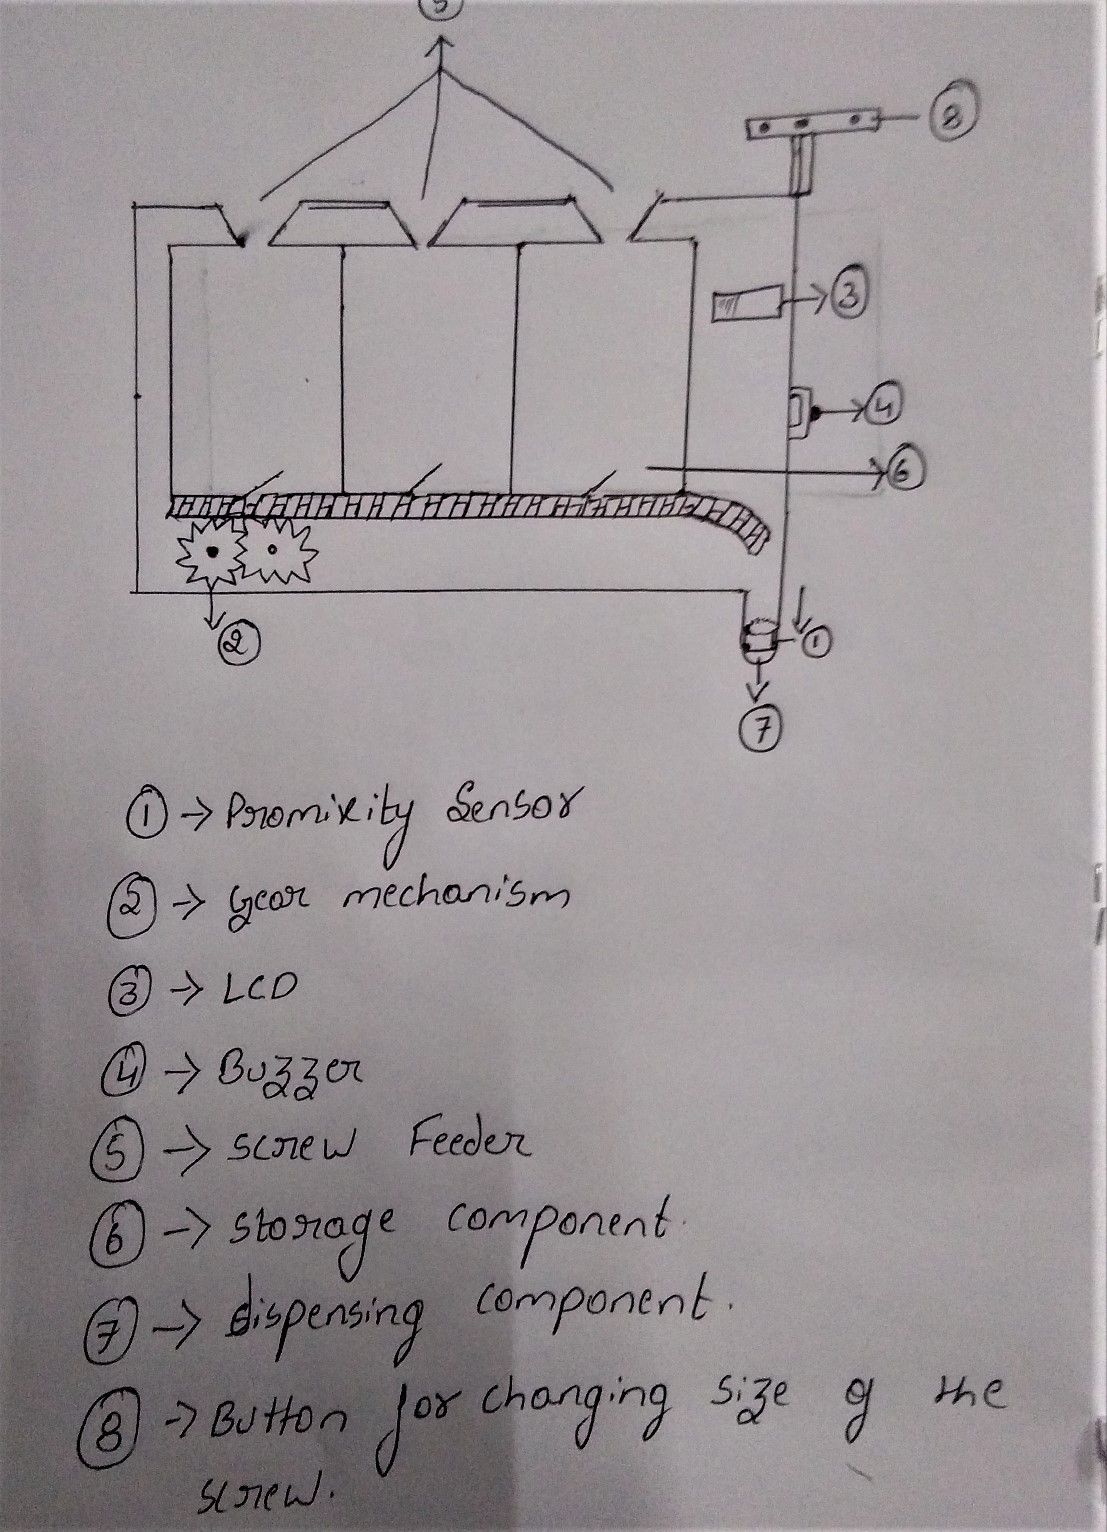 5
8
3
4
6
2
1
7
① → Promixity Sensor
② → Gear mechanism
③ → LCD
④ → Buzzer
⑤ → Screw Feeder
⑥ → storage component.
⑦ → dispensing component.
⑧ → Button for changing size of the
screw.